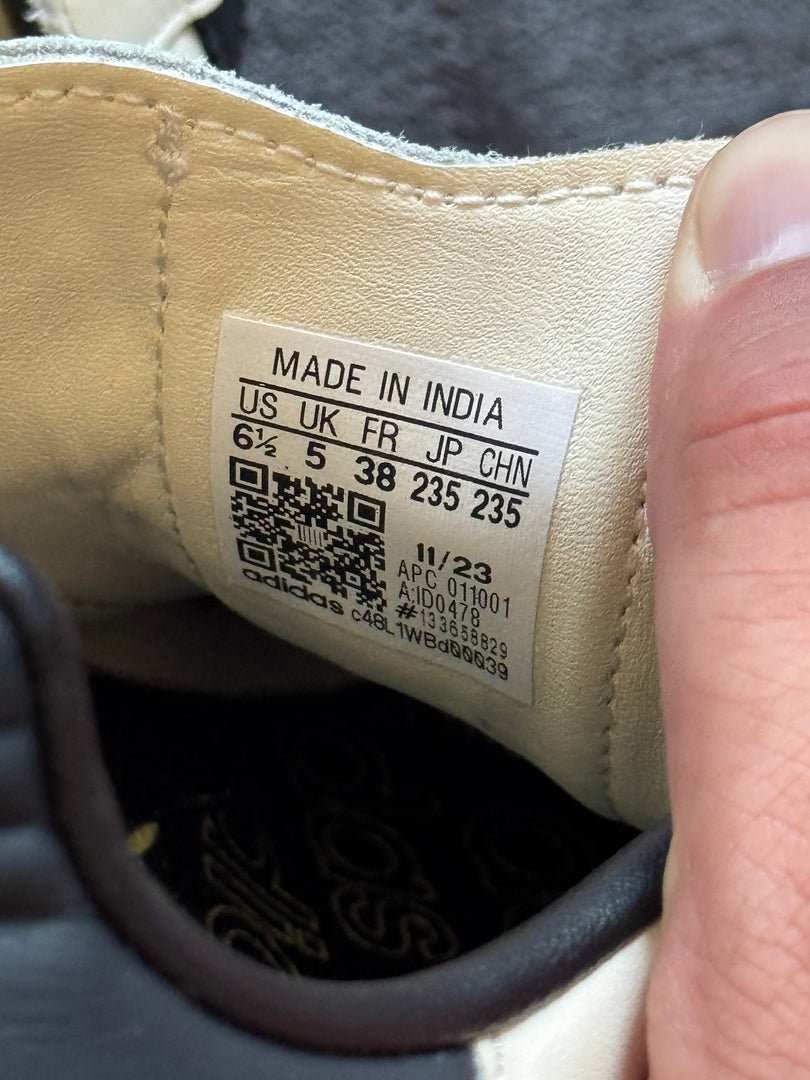 MADE IN INDIA
US UK FR JP CHN
6½ 5 38 235 235
11/23
APC 011001
A:ID0478
#133658829
adidas c48L1WBd00039